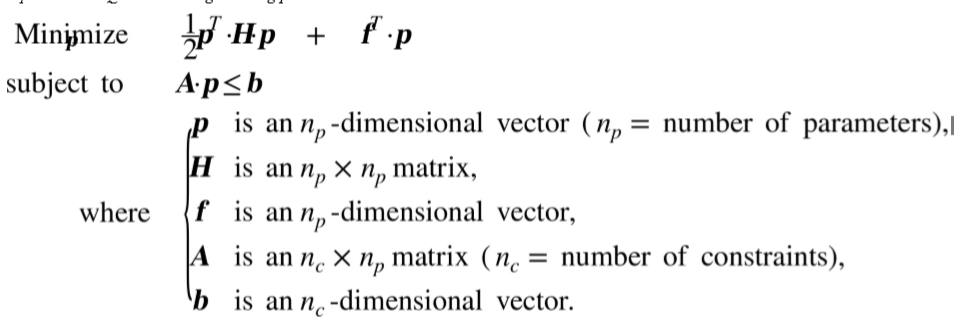 Minimize 1/2 pᵀ·Hp + fᵀ·p
p
subject to A·p≤b
p is an nₚ-dimensional vector (nₚ = number of parameters),
H is an nₚ × nₚ matrix,
where f is an nₚ-dimensional vector,
A is an n_c × nₚ matrix (n_c = number of constraints),
b is an n_c-dimensional vector.